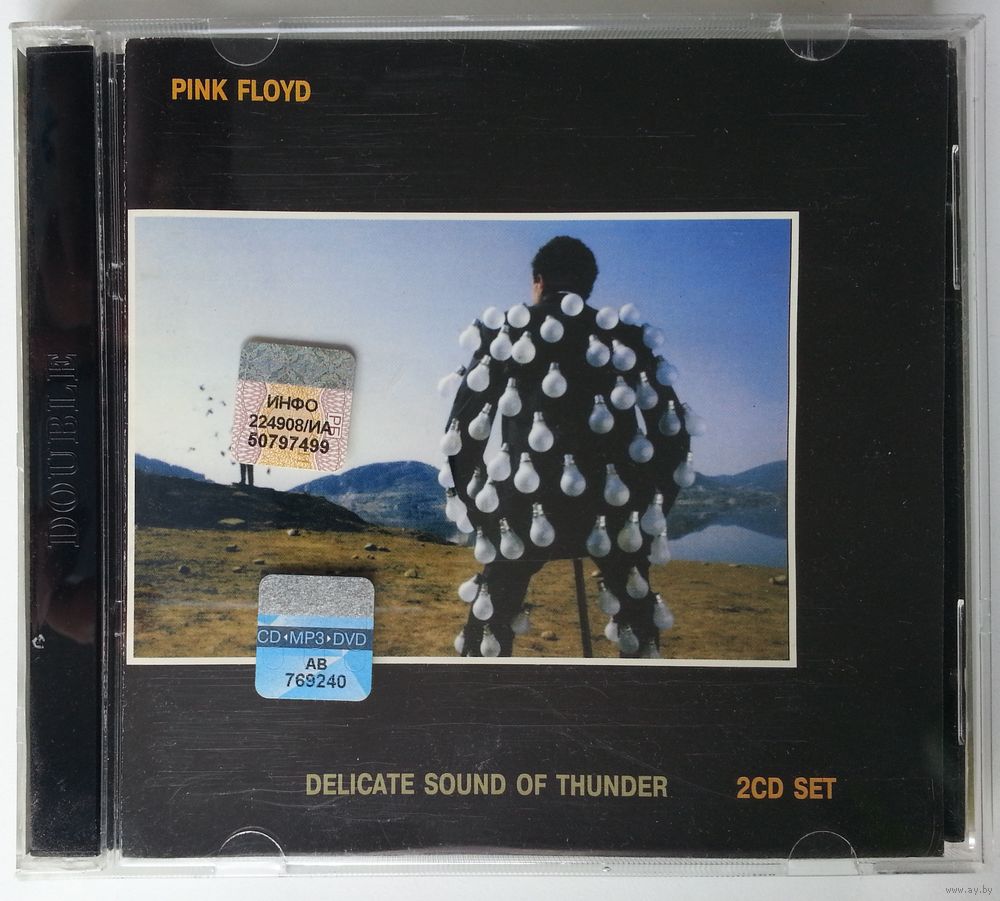 PINK FLOYD
DOUBLE
ИНФО
224908/ИА
50797499
CD MP3 DVD
АВ
769240
DELICATE SOUND OF THUNDER
2CD SET
www.ay.by